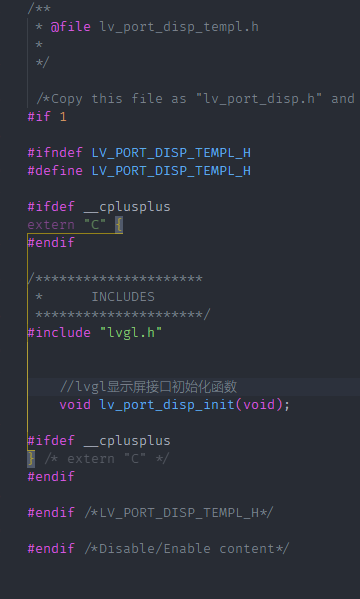 /**
 * @file lv_port_disp_templ.h
 *
 */
/*Copy this file as "lv_port_disp.h" and
#if 1
#ifndef LV_PORT_DISP_TEMPL_H
#define LV_PORT_DISP_TEMPL_H
#ifdef __cplusplus
extern "C" {
#endif
/*********************
 *      INCLUDES
 *********************/
#include "lvgl.h"
//lvgl显示屏接口初始化函数
void lv_port_disp_init(void);
#ifdef __cplusplus
} /* extern "C" */
#endif
#endif /*LV_PORT_DISP_TEMPL_H*/
#endif /*Disable/Enable content*/